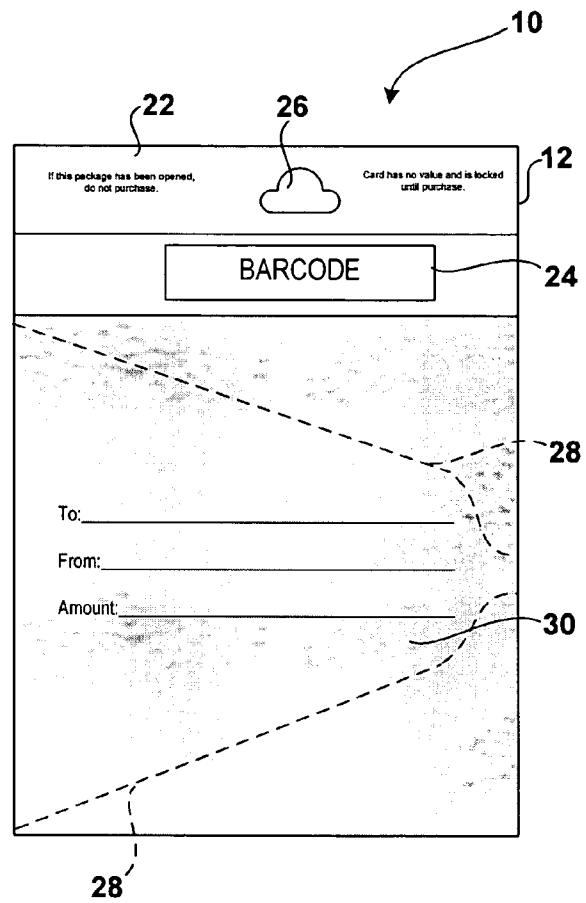 10
22
26
12
If this package has been opened,
do not purchase.
Card has no value and is locked
until purchase.
BARCODE
24
28
To:
From:
Amount:
30
28